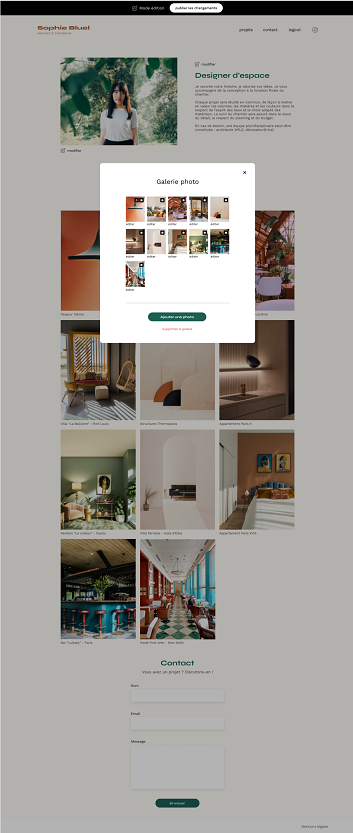 Mode édition
publier les changements
Sophie Bluel
projets
contact
logout
modifier
Designer d'espace
Je raconte votre histoire, je valorise vos idées. Je vous
accompagne de la conception à la livraison finale du
chantier.
Chaque projet sera étudié en commun, de façon à mettre
en valeur les volumes, les matières et les couleurs dans le
respect de l'esprit des lieux et le choix adapté des
matériaux. Le suivi du chantier sera assuré dans le souci
du détail, le respect du planning et du budget.
En cas de besoin, une équipe pluridisciplinaire peut-être
constituée : architecte DPLG, décorateur(trice)
modifier
Galerie photo
éditer
éditer
éditer
éditer
éditer
éditer
éditer
éditer
éditer
éditer
éditer
Ajouter une photo
Supprimer la galerie
Villa "La Balisière" - Port Louis
Structures Thermopolis
Appartement Paris X
Pavillon "Le coteau" - Cassis
Villa Ferneze - Isola d'Elba
Appartement Paris XVIII
Bar "Lullaby" - Paris
Hotel First Arte - New Delhi
Contact
Vous avez un projet ? Discutons-en !
Nom
Email
Message
Envoyer
Mentions légales